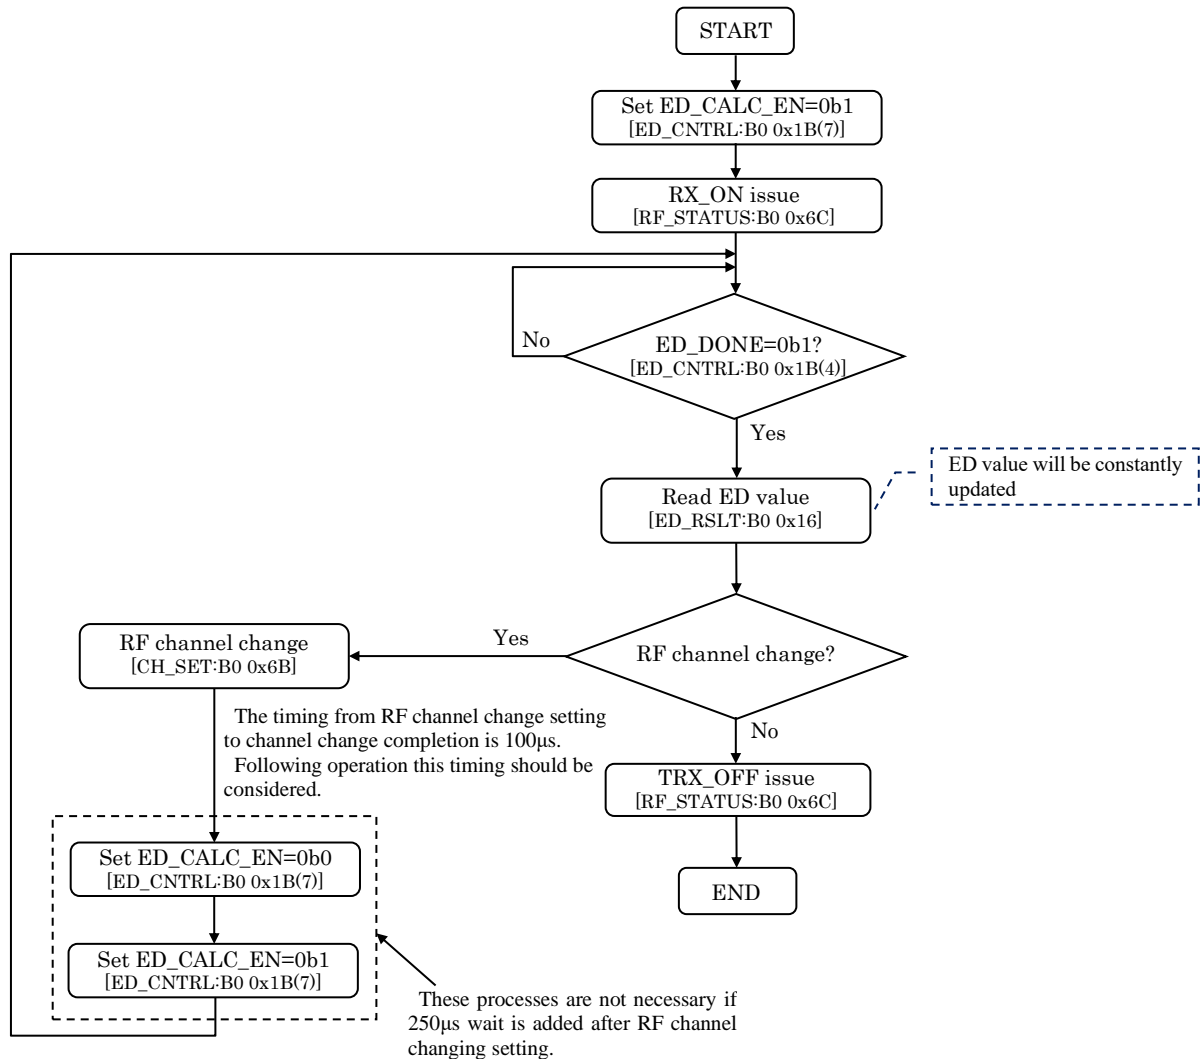 START
Set ED_CALC_EN=0b1
[ED_CNTRL:B0 0x1B(7)]
RX_ON issue
[RF_STATUS:B0 0x6C]
No
ED_DONE=0b1?
[ED_CNTRL:B0 0x1B(4)]
Yes
Read ED value
[ED_RSLT:B0 0x16]
ED value will be constantly
updated
RF channel change?
Yes
RF channel change
[CH_SET:B0 0x6B]
The timing from RF channel change setting
to channel change completion is 100μs.
Following operation this timing should be
considered.
No
TRX_OFF issue
[RF_STATUS:B0 0x6C]
END
Set ED_CALC_EN=0b0
[ED_CNTRL:B0 0x1B(7)]
Set ED_CALC_EN=0b1
[ED_CNTRL:B0 0x1B(7)]
These processes are not necessary if
250μs wait is added after RF channel
changing setting.